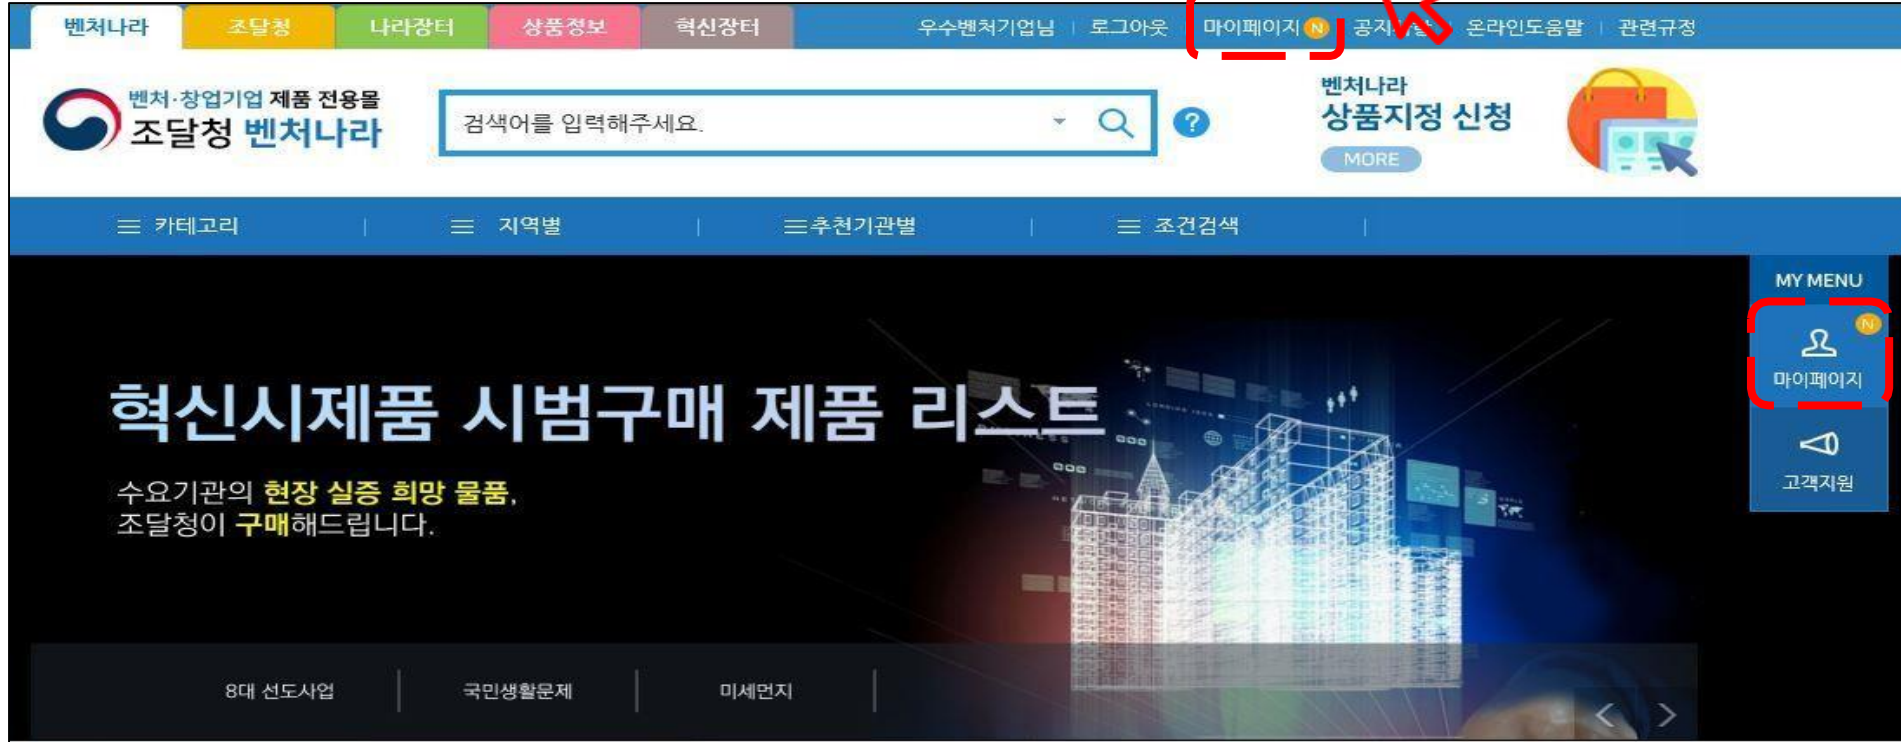 벤처나라 조달청 나라장터 상품정보 혁신장터 우수벤처기업님 로그아웃 마이페이지 N 온라인도움말 관련규정
벤처·창업기업 제품 전용몰
조달청 벤처나라
검색어를 입력해주세요.
?
벤처나라
상품지정 신청
MORE
카테고리 지역별 추천기관별 조건검색
MY MENU
N
마이페이지
고객지원
혁신시제품 시범구매 제품 리스트
수요기관의 현장 실증 희망 물품,
조달청이 구매해드립니다.
8대 선도사업 국민생활문제 미세먼지